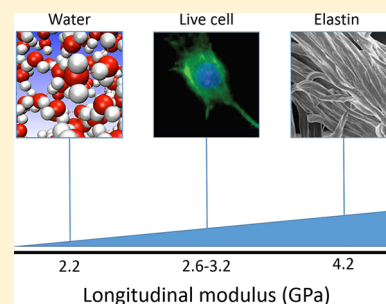 Water Live cell Elastin
2.2 2.6-3.2 4.2
Longitudinal modulus (GPa)